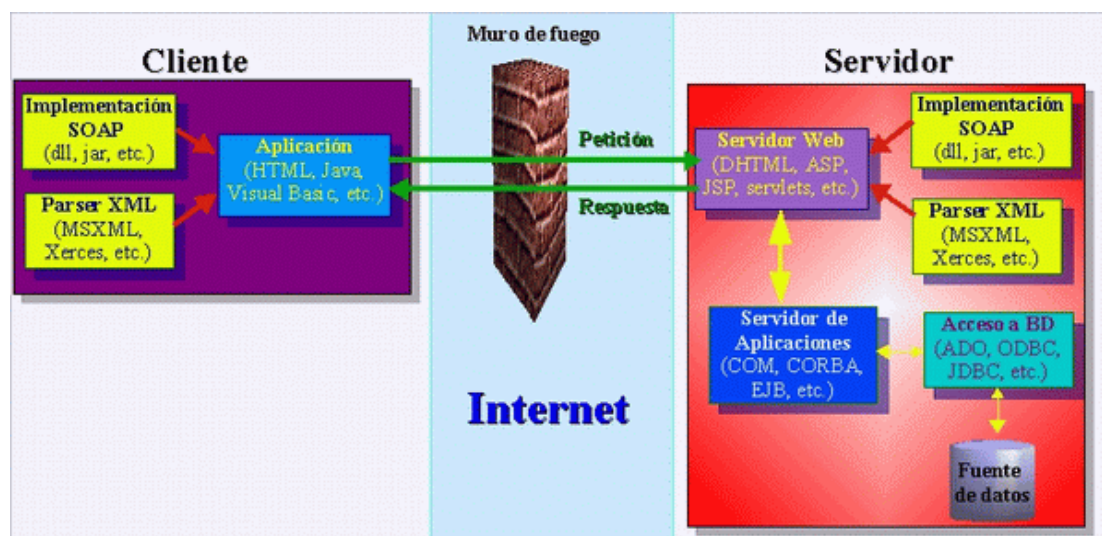 Cliente
Implementación
SOAP
(dll, jar, etc.)
Parser XML
(MSXML,
Xerces, etc.)
Aplicación
(HTML, Java,
Visual Basic, etc.)
Muro de fuego
Petición
Respuesta
Internet
Servidor
Servidor Web
(DHTML, ASP,
JSP, servlets, etc.)
Implementación
SOAP
(dll, jar, etc.)
Parser XML
(MSXML,
Xerces, etc.)
Servidor de
Aplicaciones
(COM, CORBA,
EJB, etc.)
Acceso a BD
(ADO, ODBC,
JDBC, etc.)
Fuente
de datos